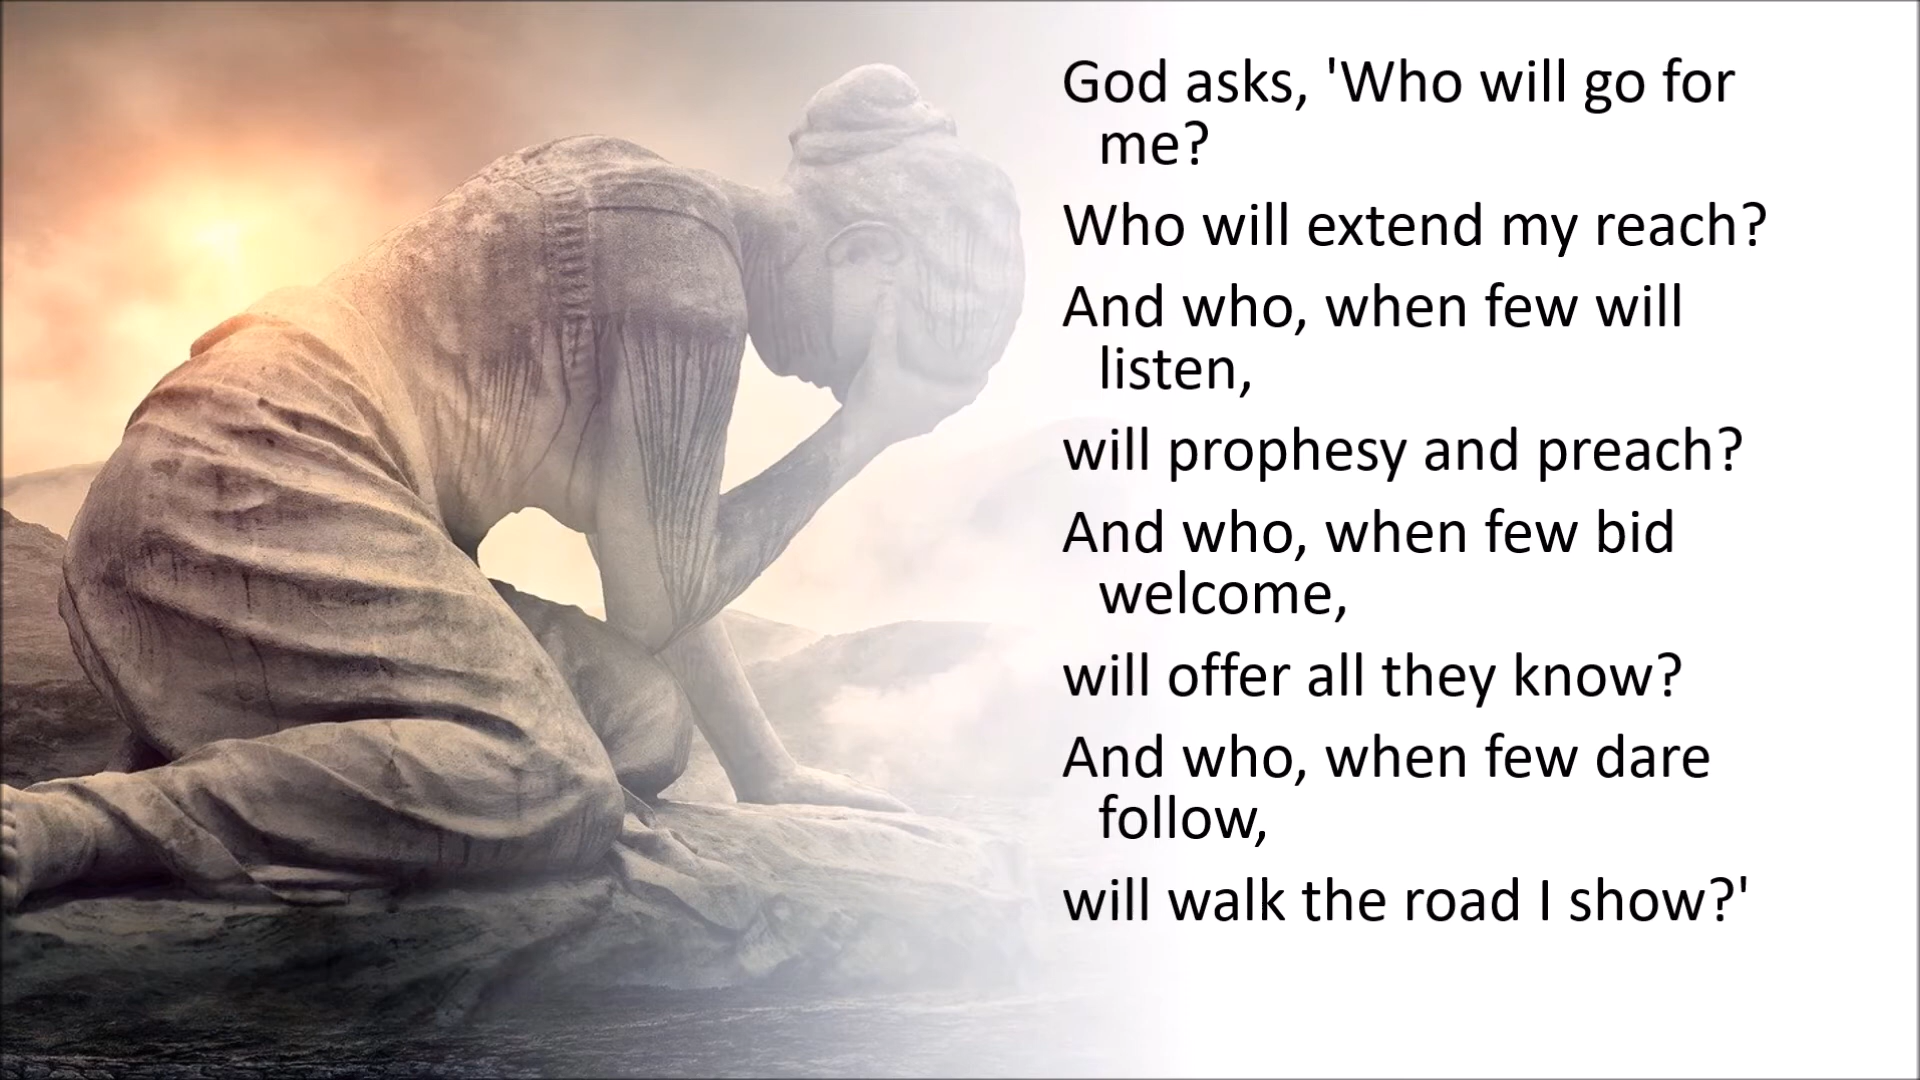 God asks, 'Who will go for
me?
Who will extend my reach?
And who, when few will
listen,
will prophesy and preach?
And who, when few bid
welcome,
will offer all they know?
And who, when few dare
follow,
will walk the road I show?'